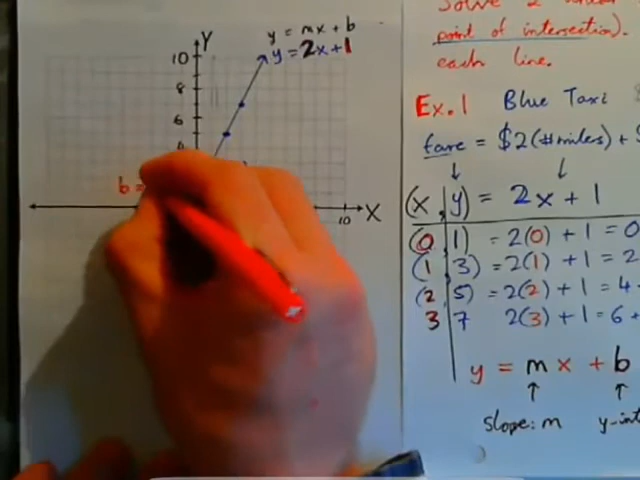 y = mx + b
y = 2x + 1
Y
10
8
6
4
b =
10
X
point of intersection).
each line.
Ex. 1 Blue Taxi
fare = $2(#miles) +
(x, y) = 2x + 1
(0, 1) = 2(0) + 1 = 0
(1, 3) = 2(1) + 1 = 2
(2, 5) = 2(2) + 1 = 4
3 7 2(3) + 1 = 6 +
y = mx + b
slope: m